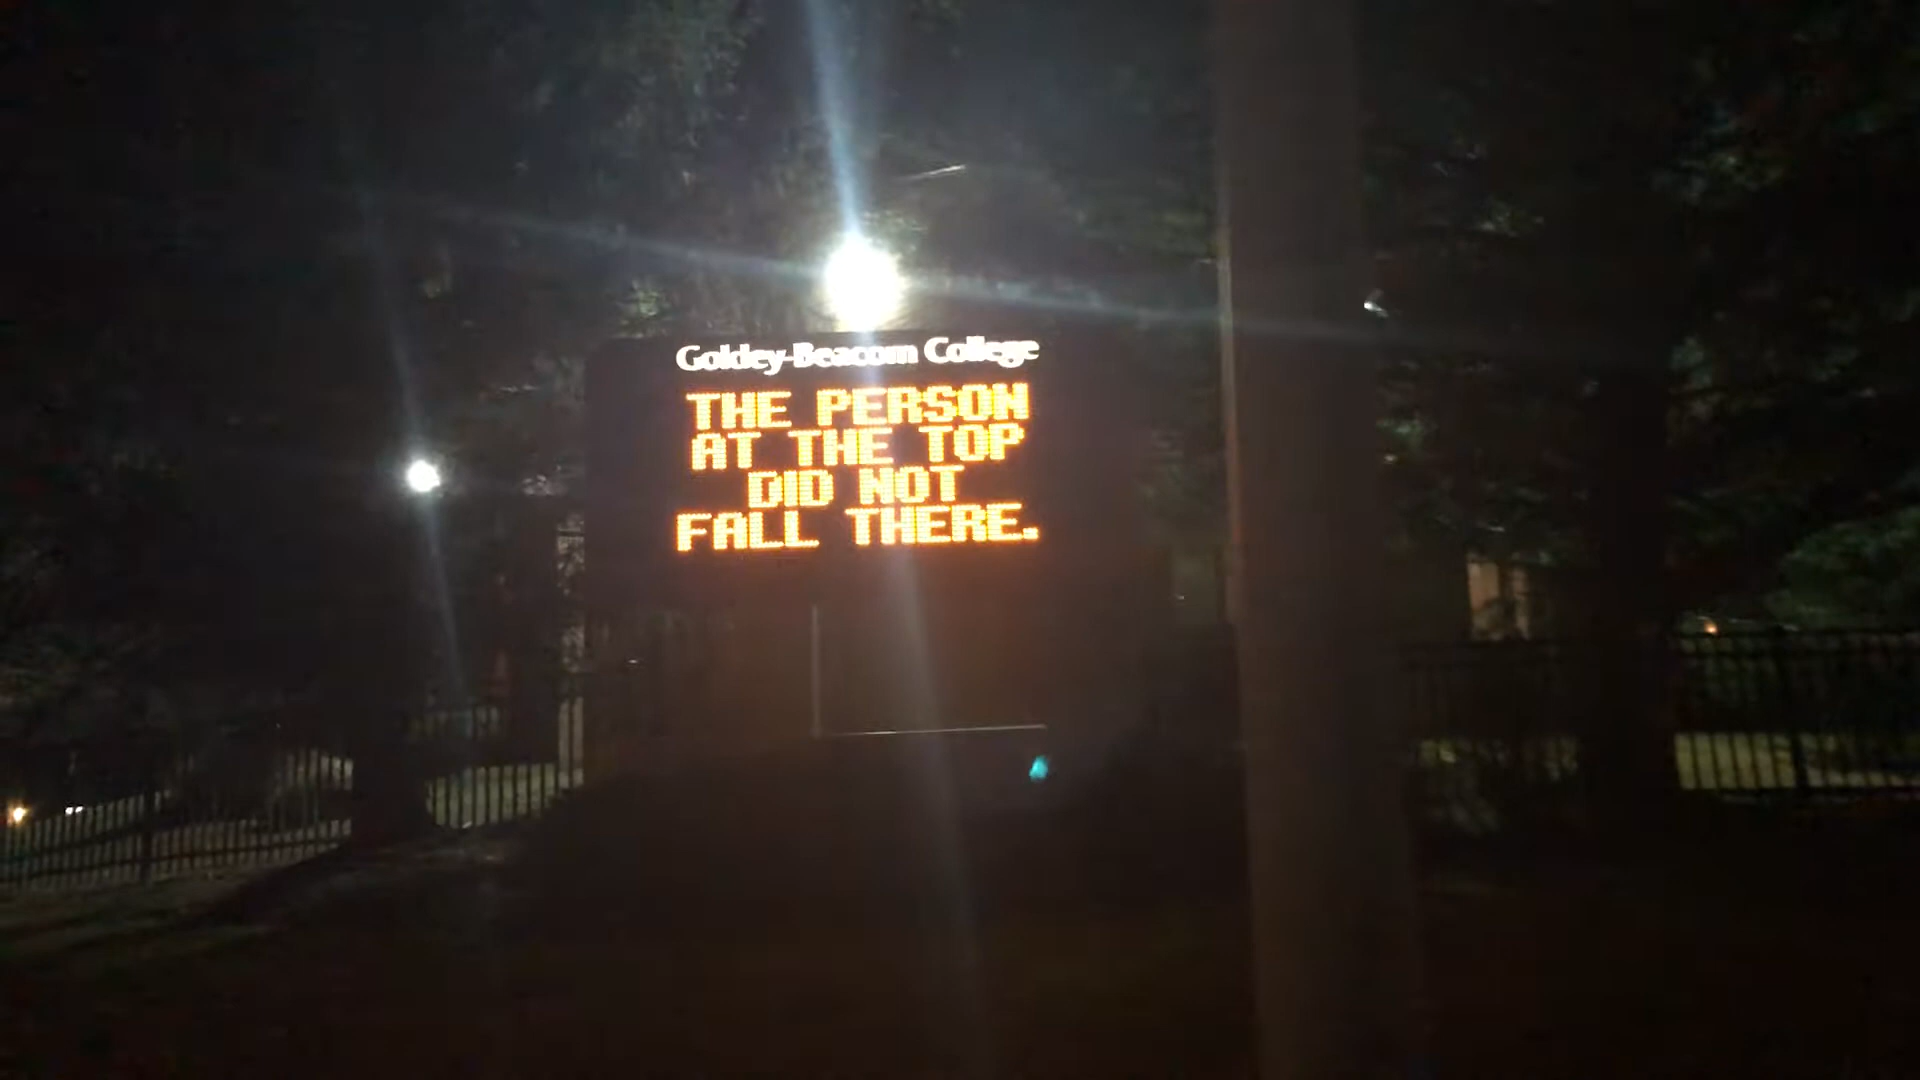 Goldey-Beacom College
THE PERSON
AT THE TOP
DID NOT
FALL THERE.